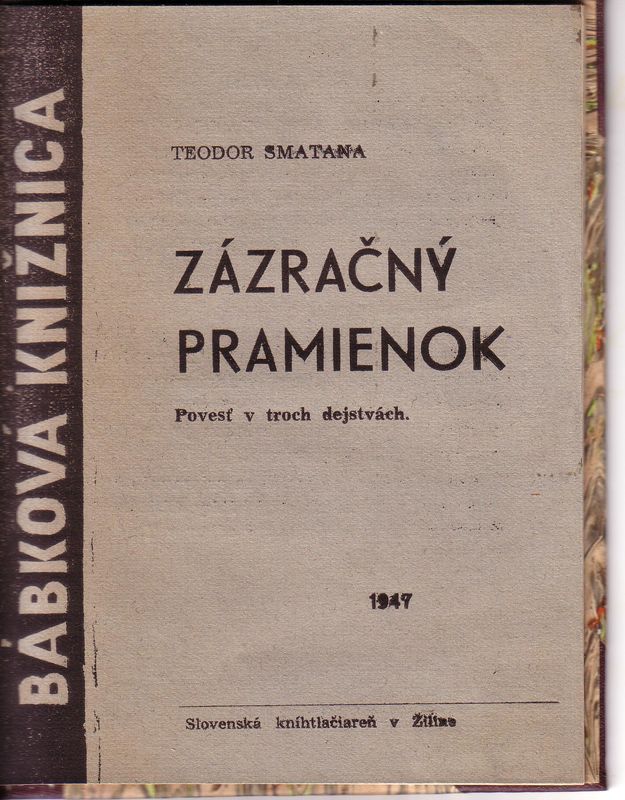 BÁBKOVÁ KNIŽNICA
TEODOR SMATANA
ZÁZRAČNÝ
PRAMIENOK
Povesť v troch dejstvách.
1947
Slovenská kníhtlačiareň v Žiline